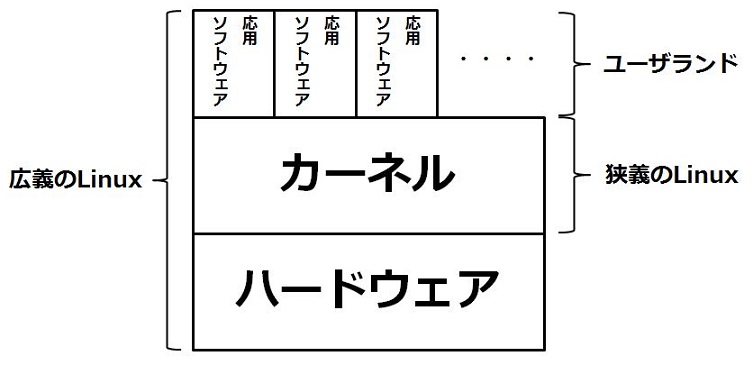 応用
ソフトウェア
応用
ソフトウェア
応用
ソフトウェア
・・・・
ユーザランド
カーネル
広義のLinux
狭義のLinux
ハードウェア